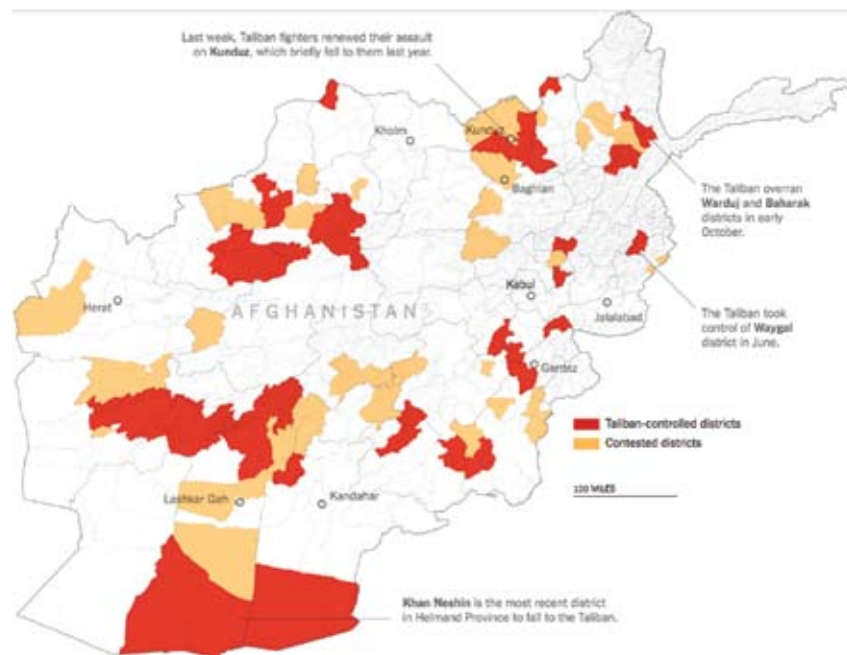 Last week, Taliban fighters renewed their assault
on Kunduz, which briefly fell to them last year.
Kholm
Kunduz
Baghlan
The Taliban overran
Warduj and Baharak
districts in early
October.
Kabul
Herat
AFGHANISTAN
Jalalabad
The Taliban took
control of Waygal
district in June.
Gardez
Taliban-controlled districts
Contested districts
100 MILES
Lashkar Gah
Kandahar
Khan Neshin is the most recent district
in Helmand Province to fall to the Taliban.